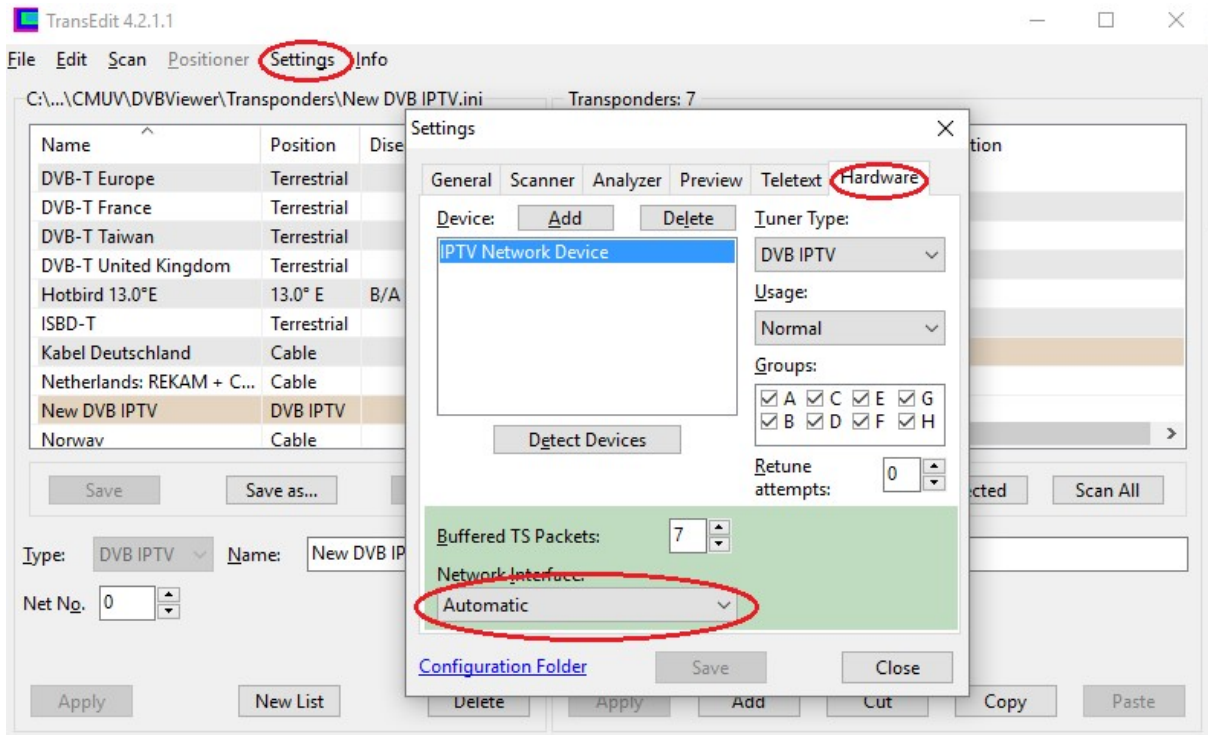 TransEdit 4.2.1.1
File Edit Scan Positioner Settings Info
C:\...\CMUV\DVBViewer\Transponders\New DVB IPTV.ini
Transponders: 7
Name Position Dise
DVB-T Europe Terrestrial
DVB-T France Terrestrial
DVB-T Taiwan Terrestrial
DVB-T United Kingdom Terrestrial
Hotbird 13.0°E 13.0° E B/A
ISBD-T Terrestrial
Kabel Deutschland Cable
Netherlands: REKAM + C... Cable
New DVB IPTV DVB IPTV
Norway Cable
Save Save as...
Type: DVB IPTV Name: New DVB IP
Net No. 0
Apply New List Delete
tion
ected Scan All
Apply Add Cut Copy Paste
Settings
General Scanner Analyzer Preview Teletext Hardware
Device: Add Delete
IPTV Network Device
Detect Devices
Tuner Type:
DVB IPTV
Usage:
Normal
Groups:
A C E G
B D F H
Retune
attempts: 0
Buffered TS Packets: 7
Network Interface:
Automatic
Configuration Folder Save Close